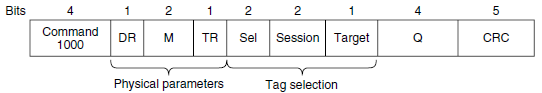 Bits 4 1 2 1 2 2 1 4 5
Command 1000 DR M TR Sel Session Target Q CRC
Physical parameters Tag selection